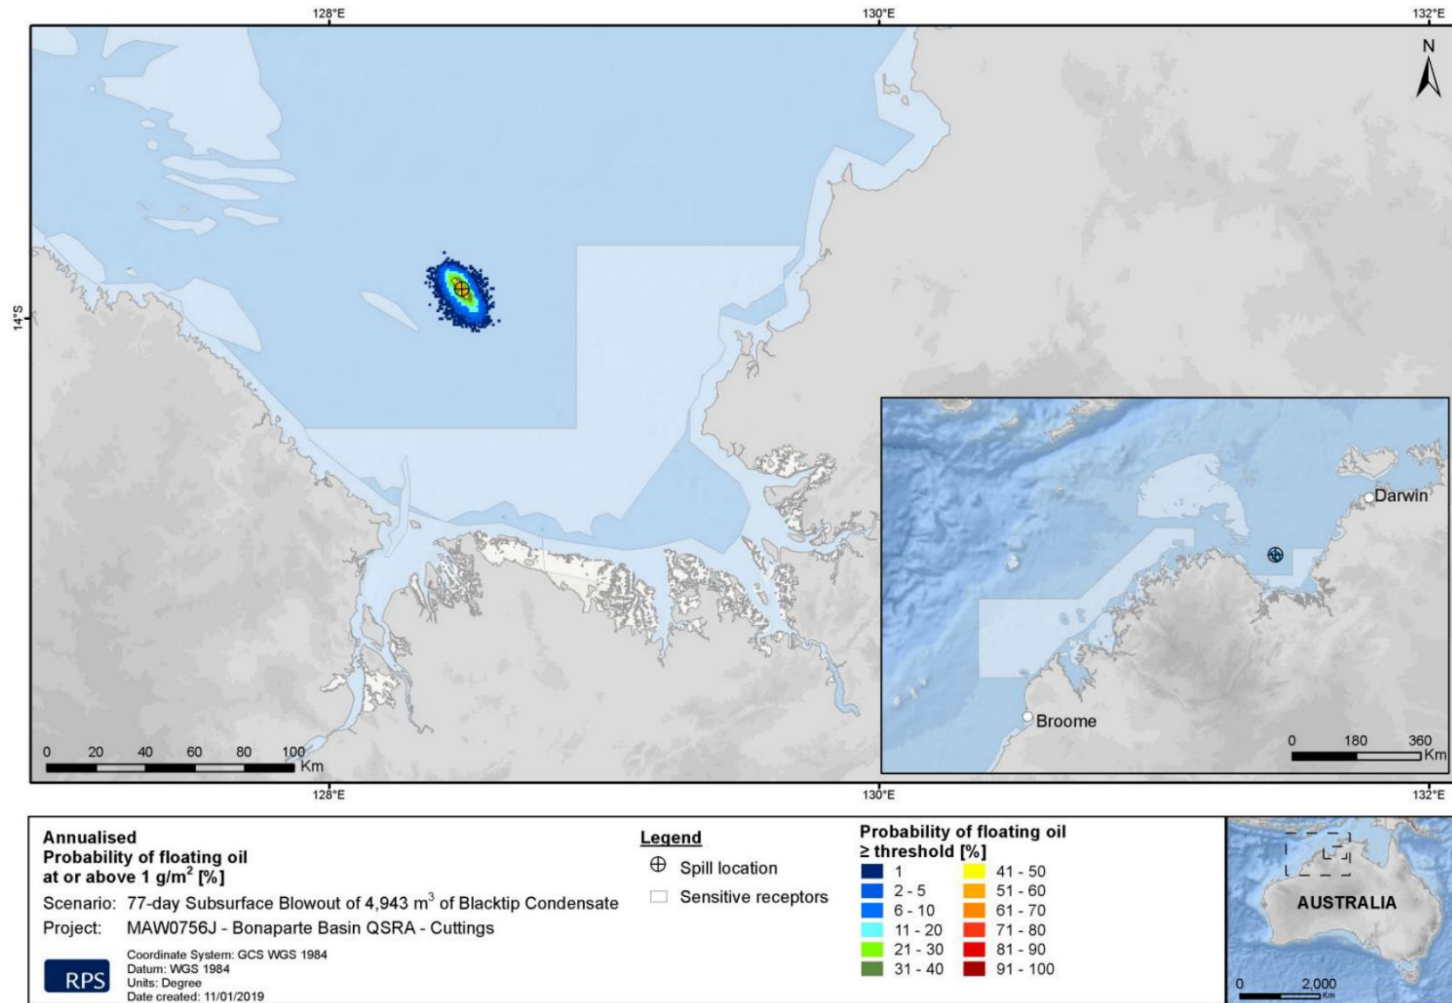 128°E
130°E
132°E
N
14°S
Darwin
Broome
0 180 360
Km
0 20 40 60 80 100
Km
128°E
130°E
132°E
Annualised
Probability of floating oil
at or above 1 g/m² [%]
Scenario: 77-day Subsurface Blowout of 4,943 m³ of Blacktip Condensate
Project: MAW0756J - Bonaparte Basin QSRA - Cuttings
RPS
Coordinate System: GCS WGS 1984
Datum: WGS 1984
Units: Degree
Date created: 11/01/2019
Legend
Spill location
Sensitive receptors
Probability of floating oil
≥ threshold [%]
1
2 - 5
6 - 10
11 - 20
21 - 30
31 - 40
41 - 50
51 - 60
61 - 70
71 - 80
81 - 90
91 - 100
AUSTRALIA
0 2,000
Km